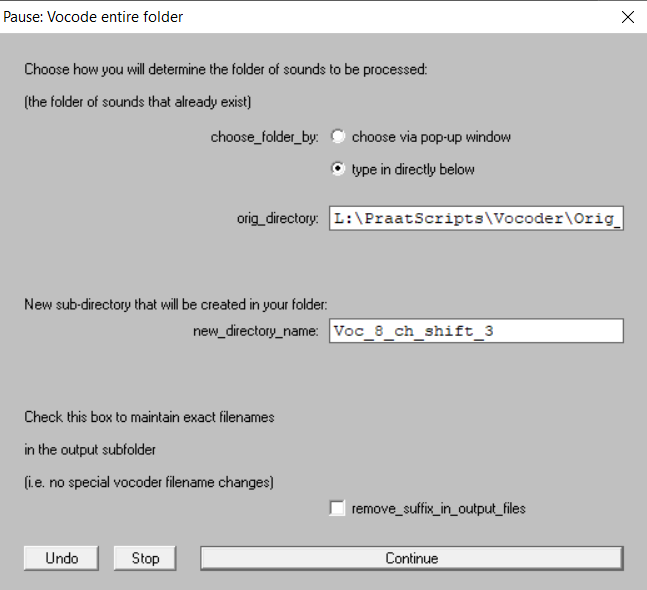 Pause: Vocode entire folder
Choose how you will determine the folder of sounds to be processed:
(the folder of sounds that already exist)
choose_folder_by: choose via pop-up window
type in directly below
orig_directory: L:\PraatScripts\Vocoder\Orig_
New sub-directory that will be created in your folder:
new_directory_name: Voc_8_ch_shift_3
Check this box to maintain exact filenames
in the output subfolder
(i.e. no special vocoder filename changes)
remove_suffix_in_output_files
Undo Stop Continue